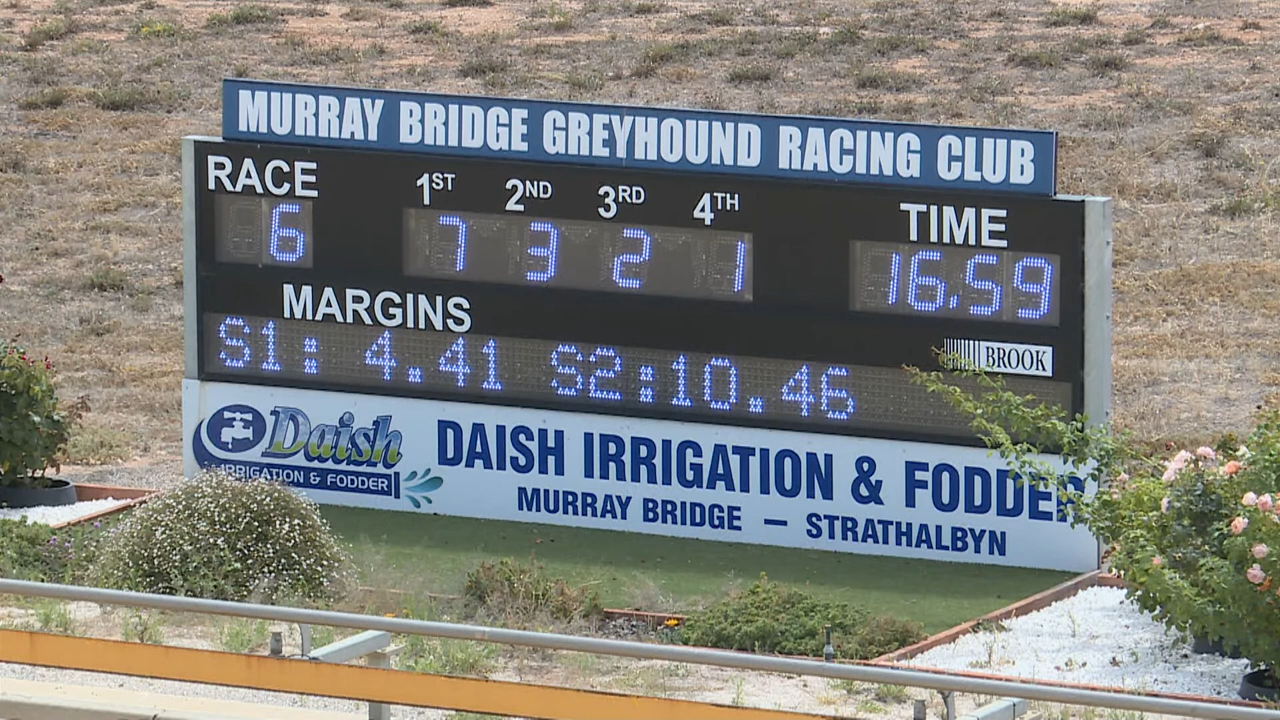 MURRAY BRIDGE GREYHOUND RACING CLUB
RACE 1ST 2ND 3RD 4TH TIME
6 7 3 2 1 16.59
MARGINS
BROOK
S1: 4.41 S2:10.46
Daish
IRRIGATION & FODDER
DAISH IRRIGATION & FODDER
MURRAY BRIDGE – STRATHALBYN